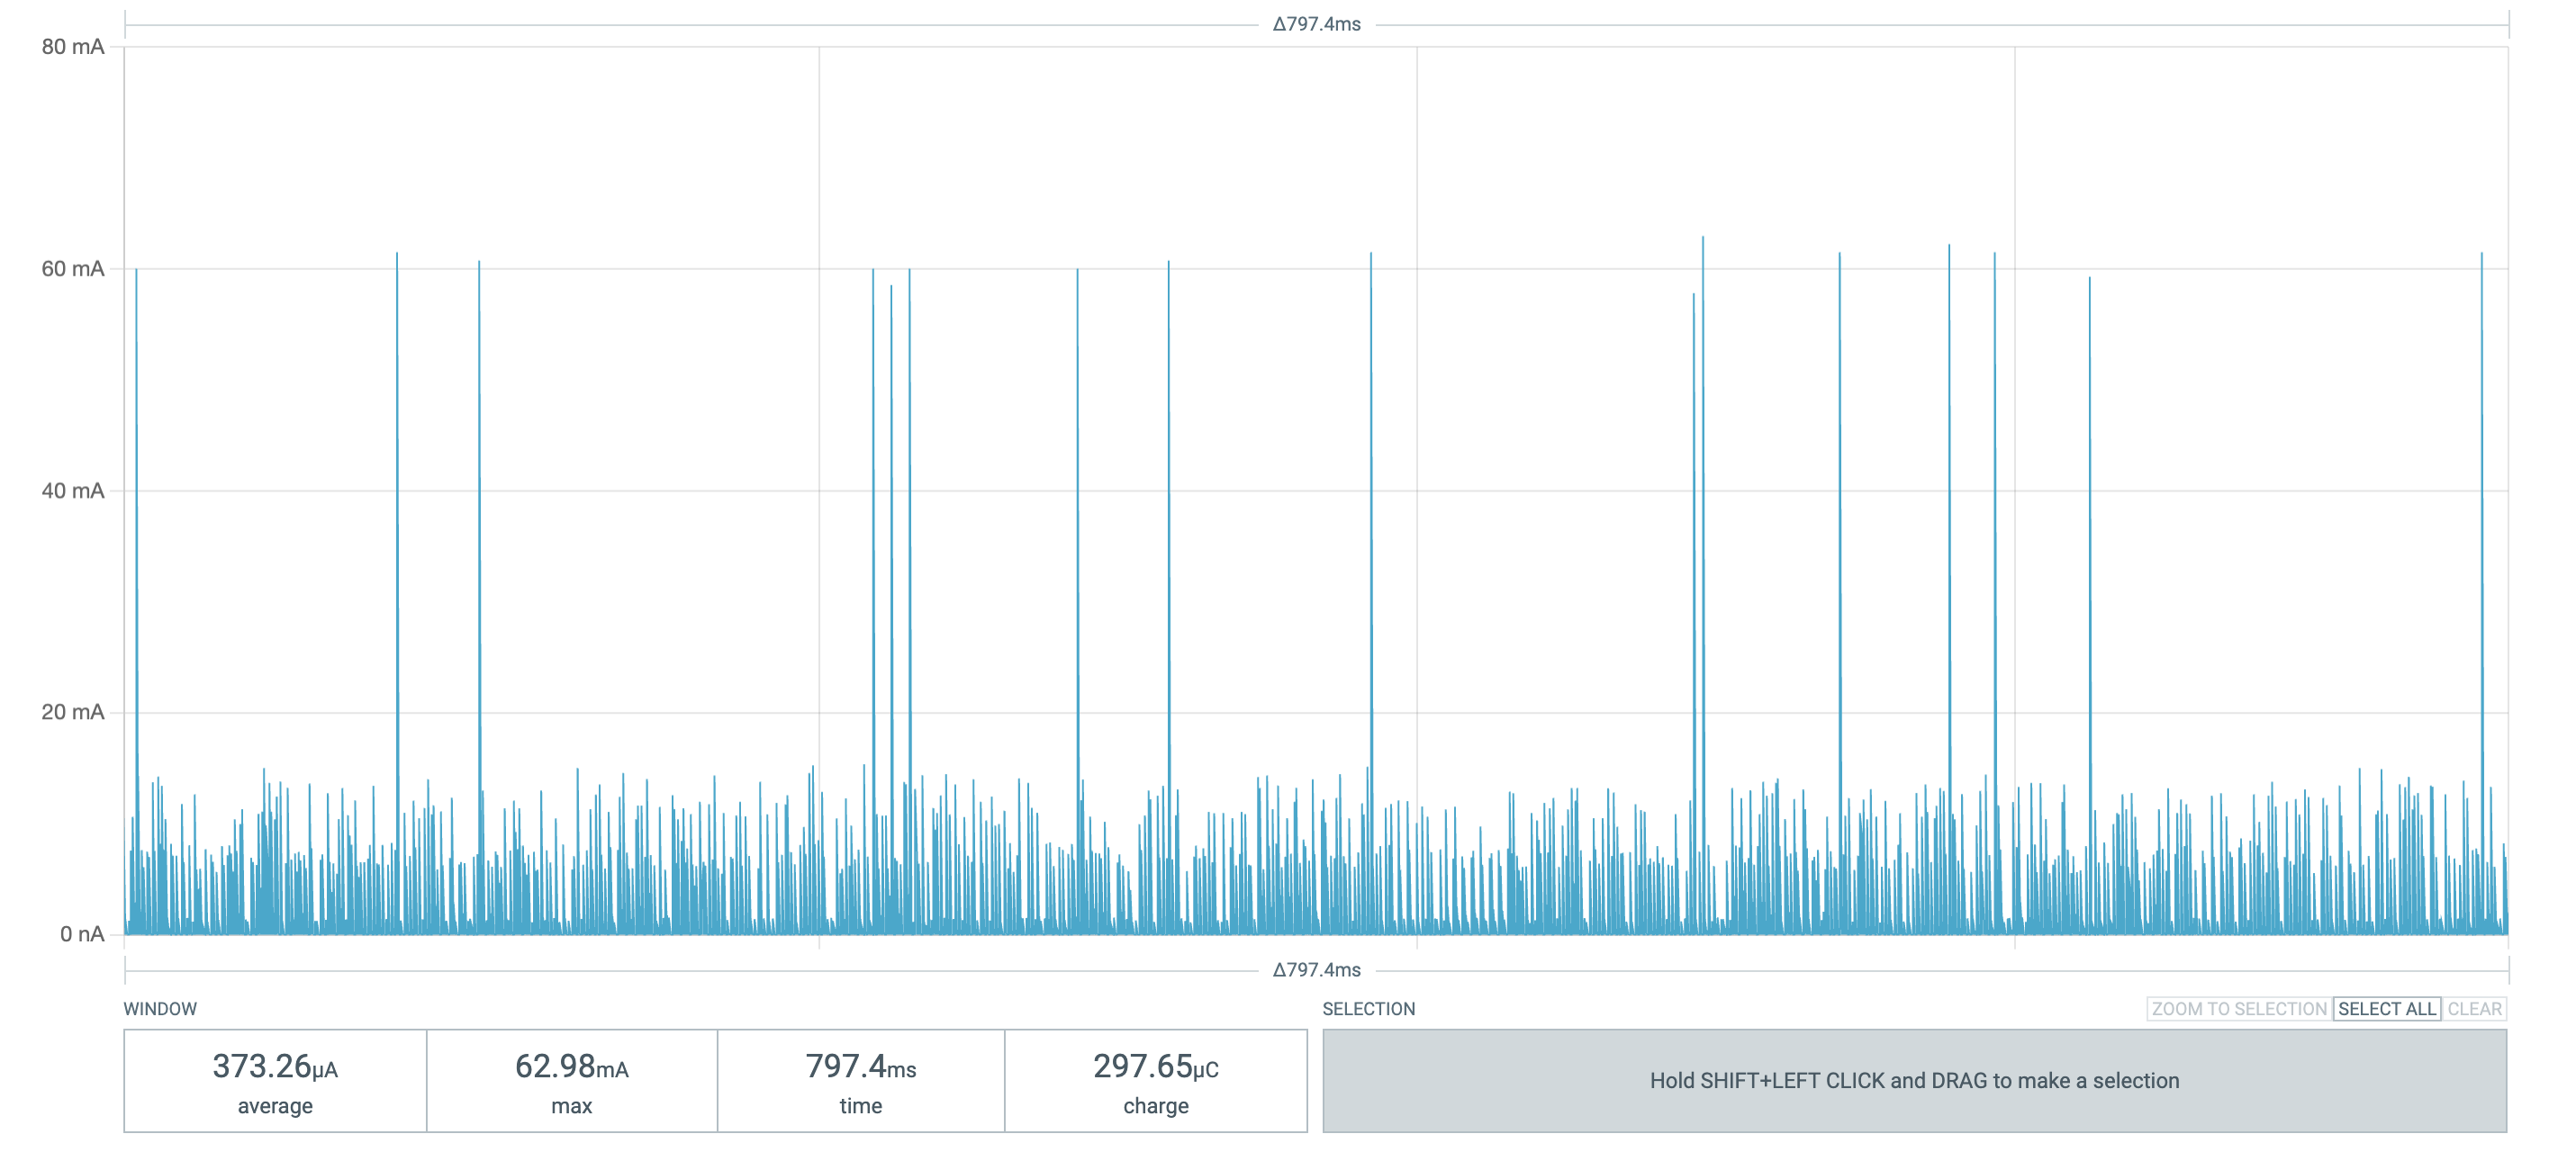 Δ797.4ms
80 mA
60 mA
40 mA
20 mA
0 nA
Δ797.4ms
WINDOW
373.26μA
average
62.98mA
max
797.4ms
time
297.65μC
charge
SELECTION
ZOOM TO SELECTION SELECT ALL CLEAR
Hold SHIFT+LEFT CLICK and DRAG to make a selection